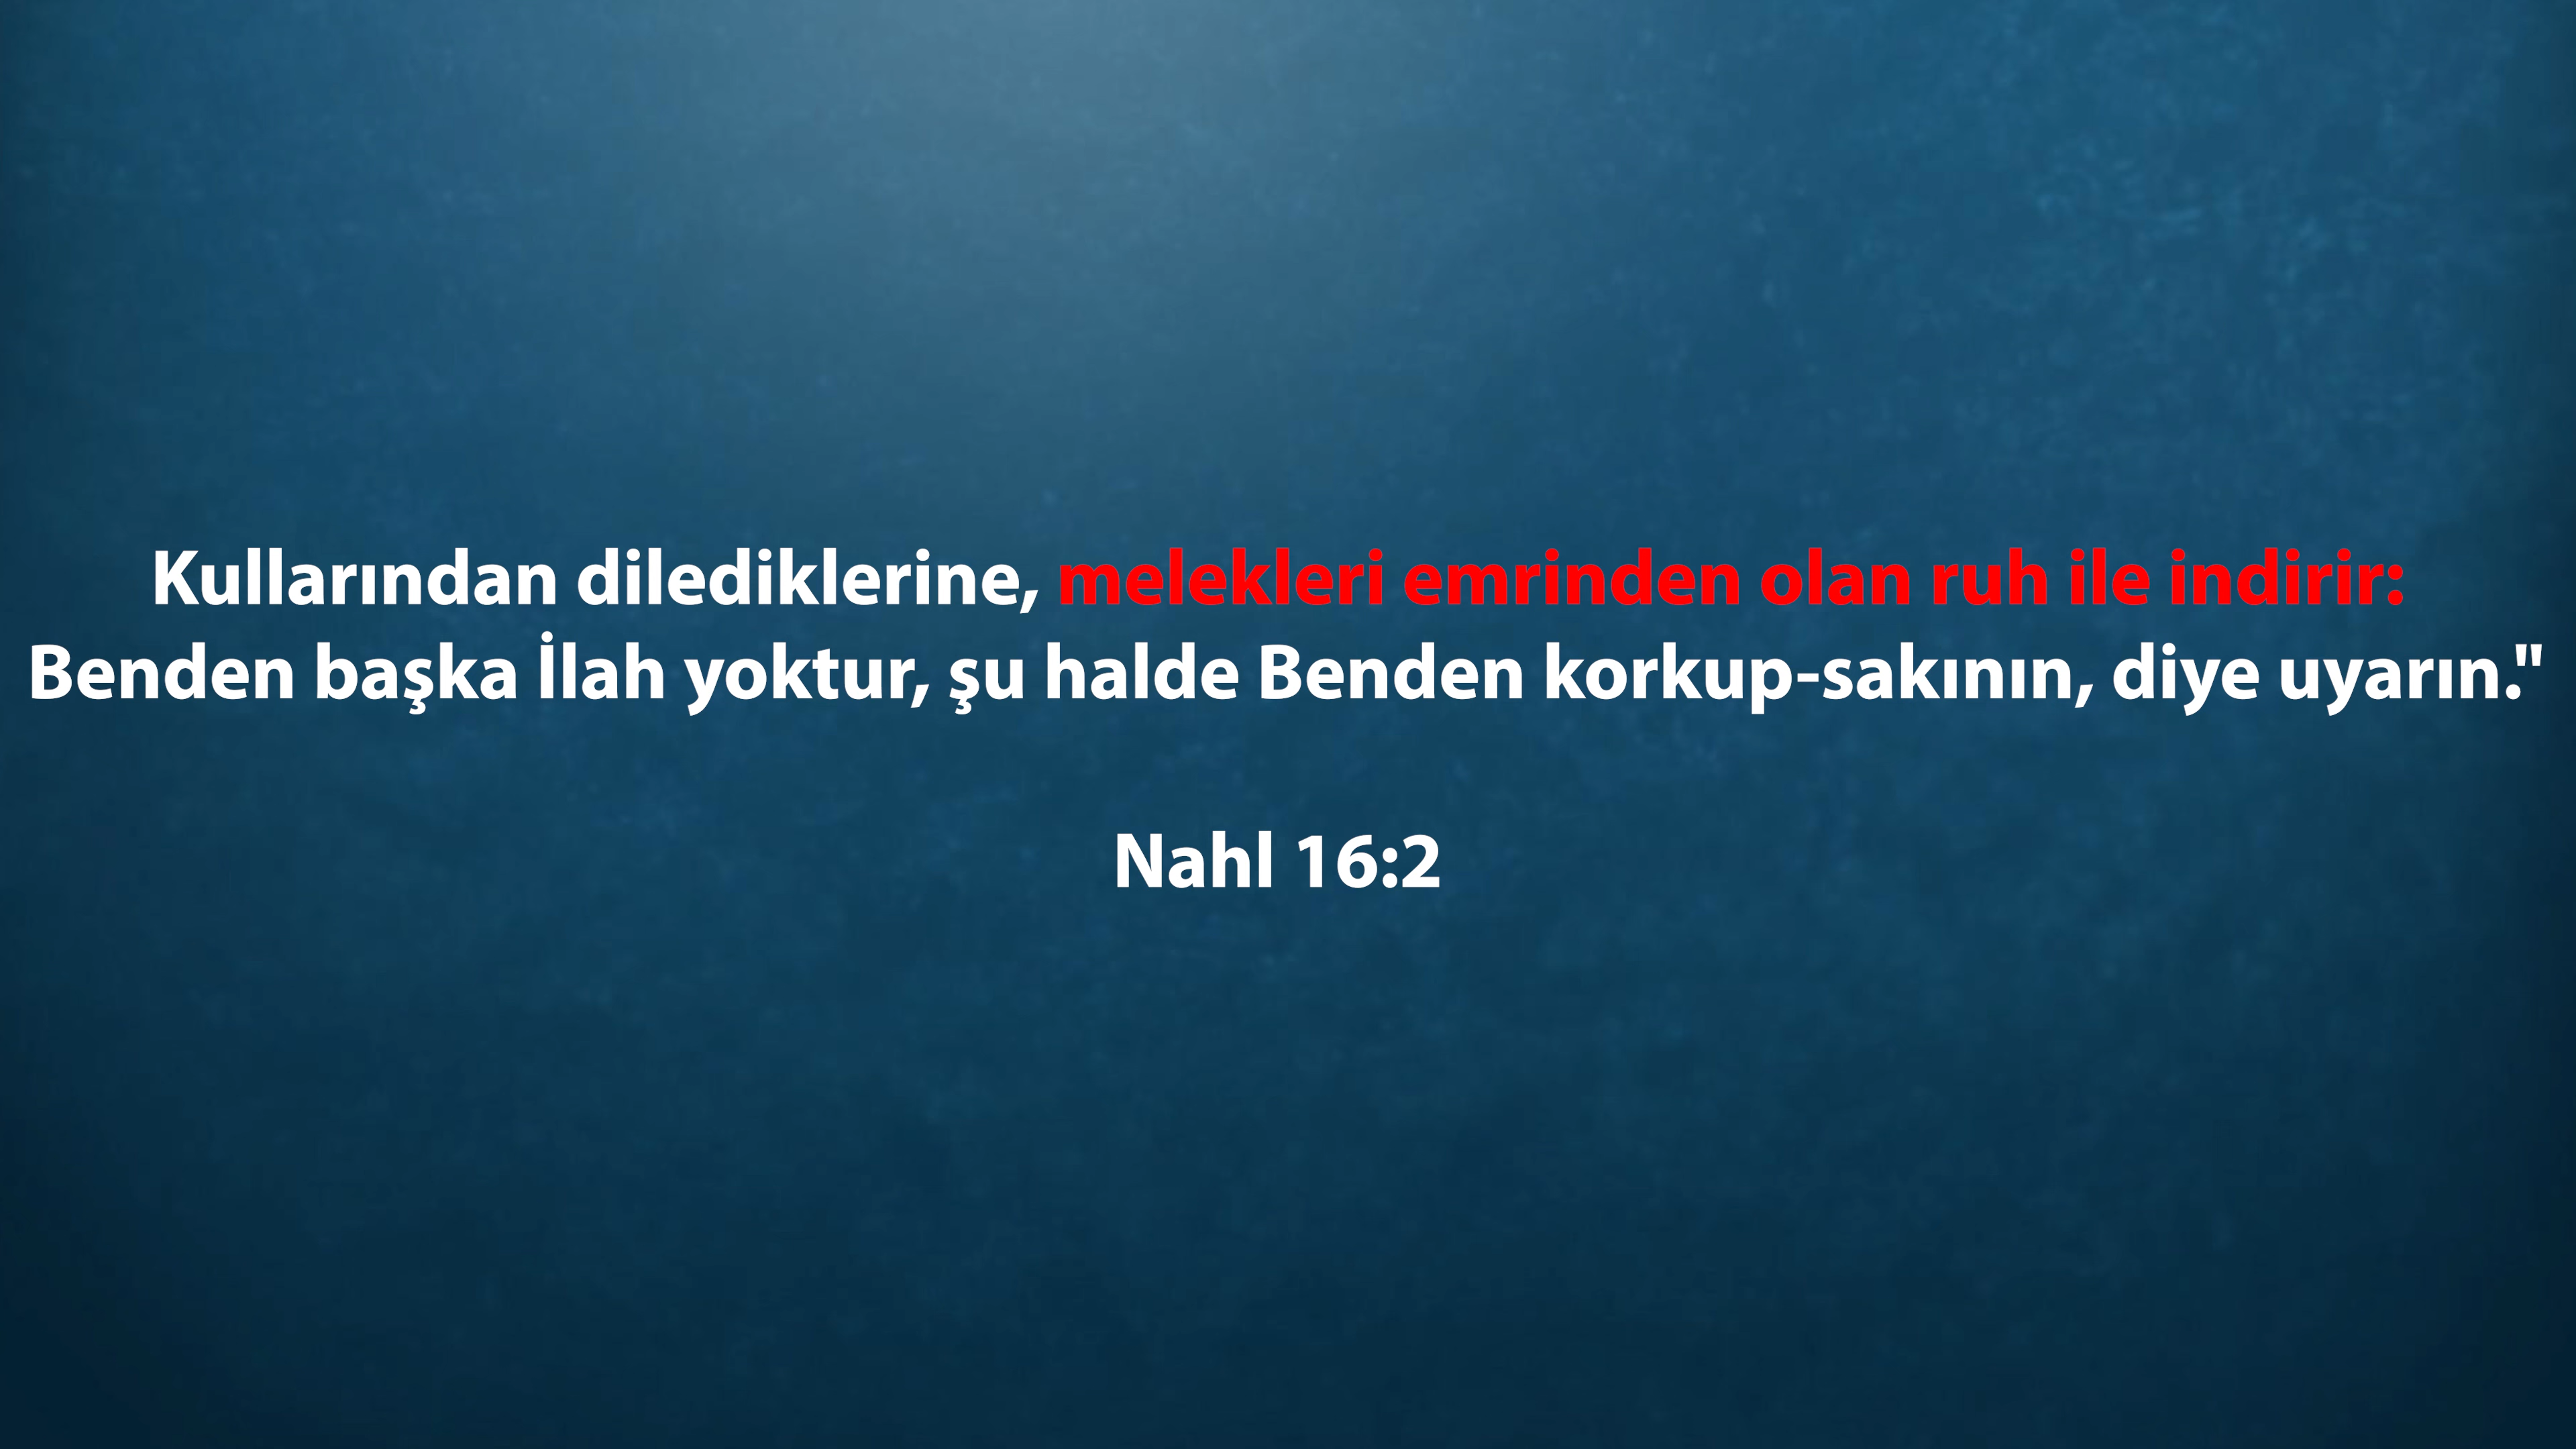 Kullarından dilediklerine, melekleri emrinden olan ruh ile indirir:
Benden başka İlah yoktur, şu halde Benden korkup-sakının, diye uyarın."
Nahl 16:2